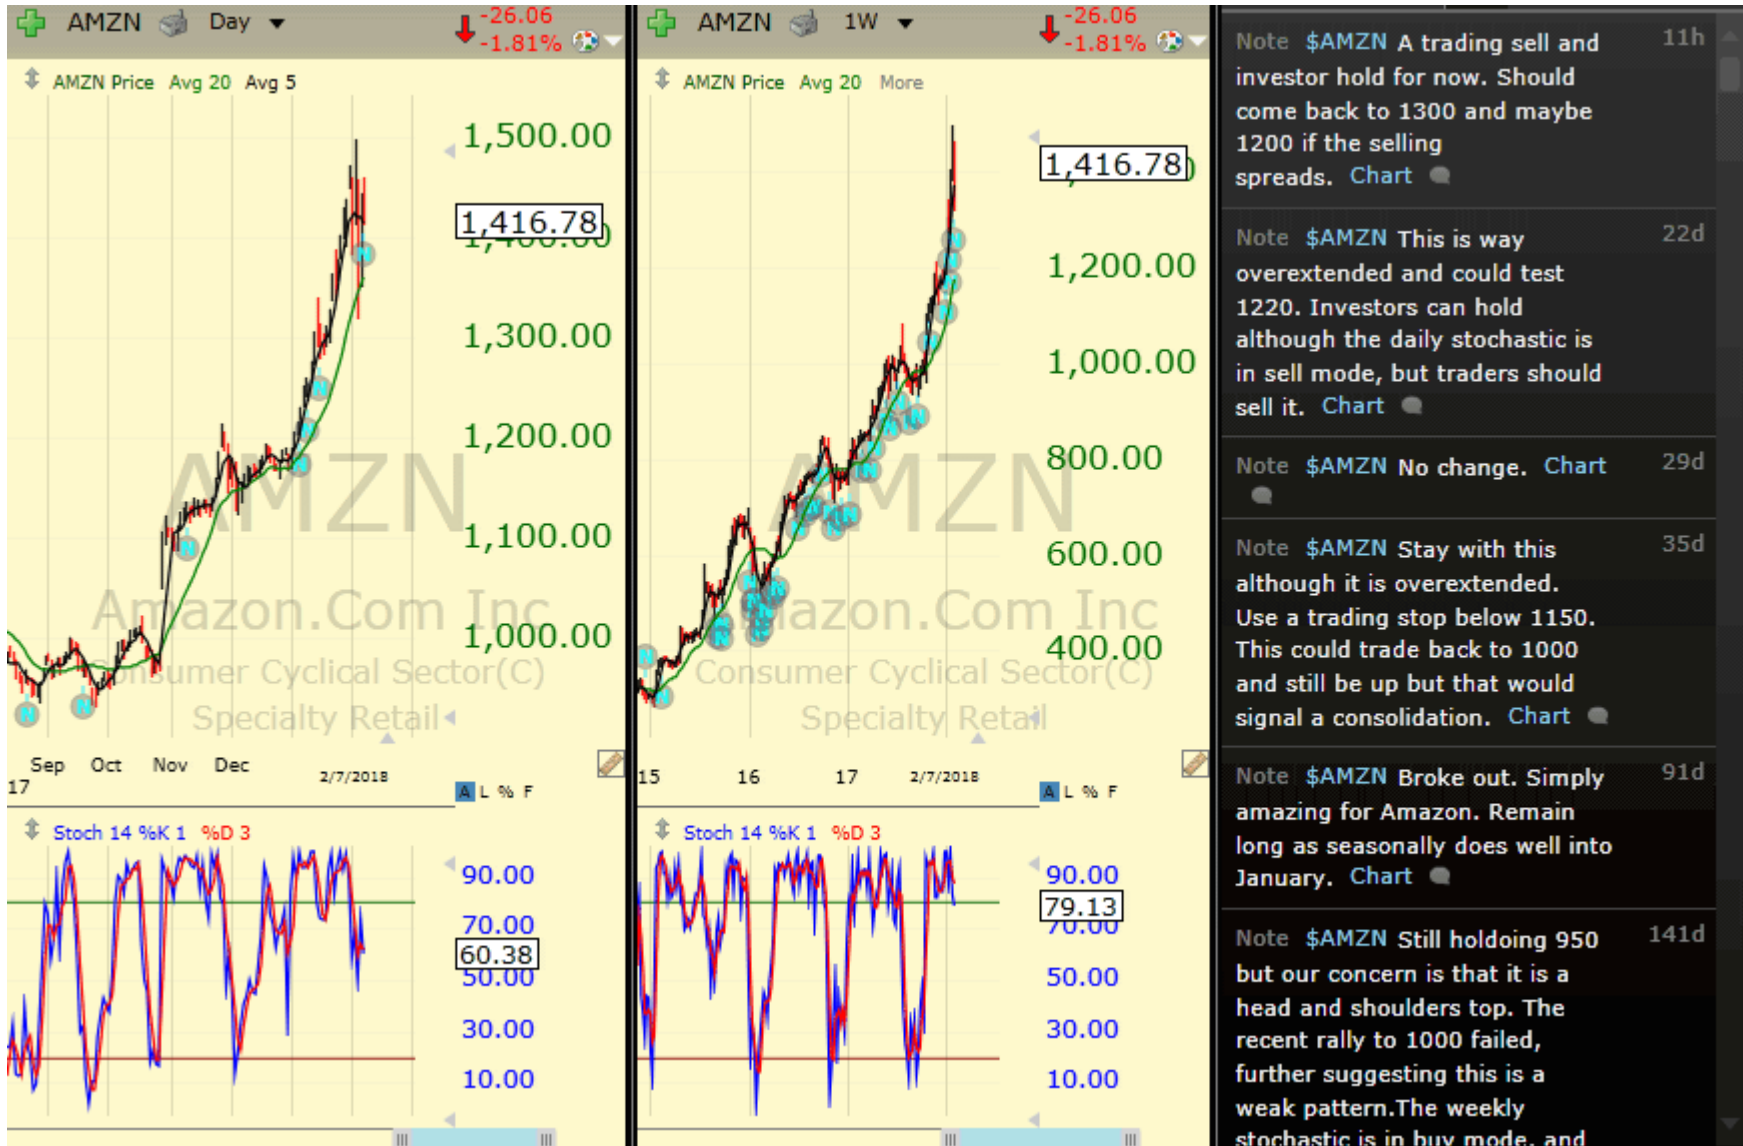 AMZN Day
-26.06
-1.81%
AMZN Price Avg 20 Avg 5
1,500.00
1,416.78
1,300.00
1,200.00
1,100.00
1,000.00
AMZN
Amazon.Com Inc
Consumer Cyclical Sector(C)
Specialty Retail
Sep Oct Nov Dec
17 2/7/2018
A L % F
Stoch 14 %K 1 %D 3
90.00
70.00
60.38
50.00
30.00
10.00
AMZN 1W
-26.06
-1.81%
AMZN Price Avg 20 More
1,416.78
1,200.00
1,000.00
800.00
600.00
400.00
AMZN
Amazon.Com Inc
Consumer Cyclical Sector(C)
Specialty Retail
15 16 17 2/7/2018
A L % F
Stoch 14 %K 1 %D 3
90.00
79.13
70.00
50.00
30.00
10.00
Note $AMZN A trading sell and 11h
investor hold for now. Should
come back to 1300 and maybe
1200 if the selling
spreads. Chart
Note $AMZN This is way 22d
overextended and could test
1220. Investors can hold
although the daily stochastic is
in sell mode, but traders should
sell it. Chart
Note $AMZN No change. Chart 29d
Note $AMZN Stay with this 35d
although it is overextended.
Use a trading stop below 1150.
This could trade back to 1000
and still be up but that would
signal a consolidation. Chart
Note $AMZN Broke out. Simply 91d
amazing for Amazon. Remain
long as seasonally does well into
January. Chart
Note $AMZN Still holdoing 950 141d
but our concern is that it is a
head and shoulders top. The
recent rally to 1000 failed,
further suggesting this is a
weak pattern.The weekly
stochastic is in buy mode, and